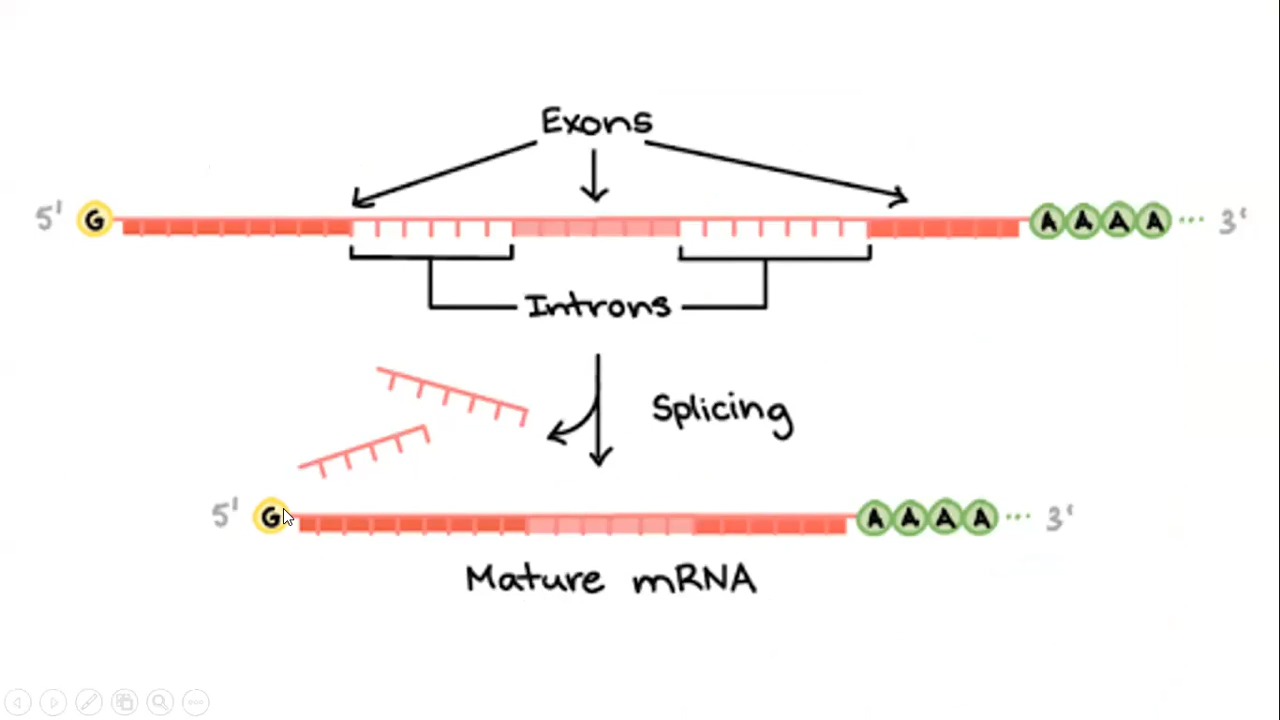 Exons
5' G A A A A ... 3'
Introns
Splicing
5' G A A A A ... 3'
Mature mRNA